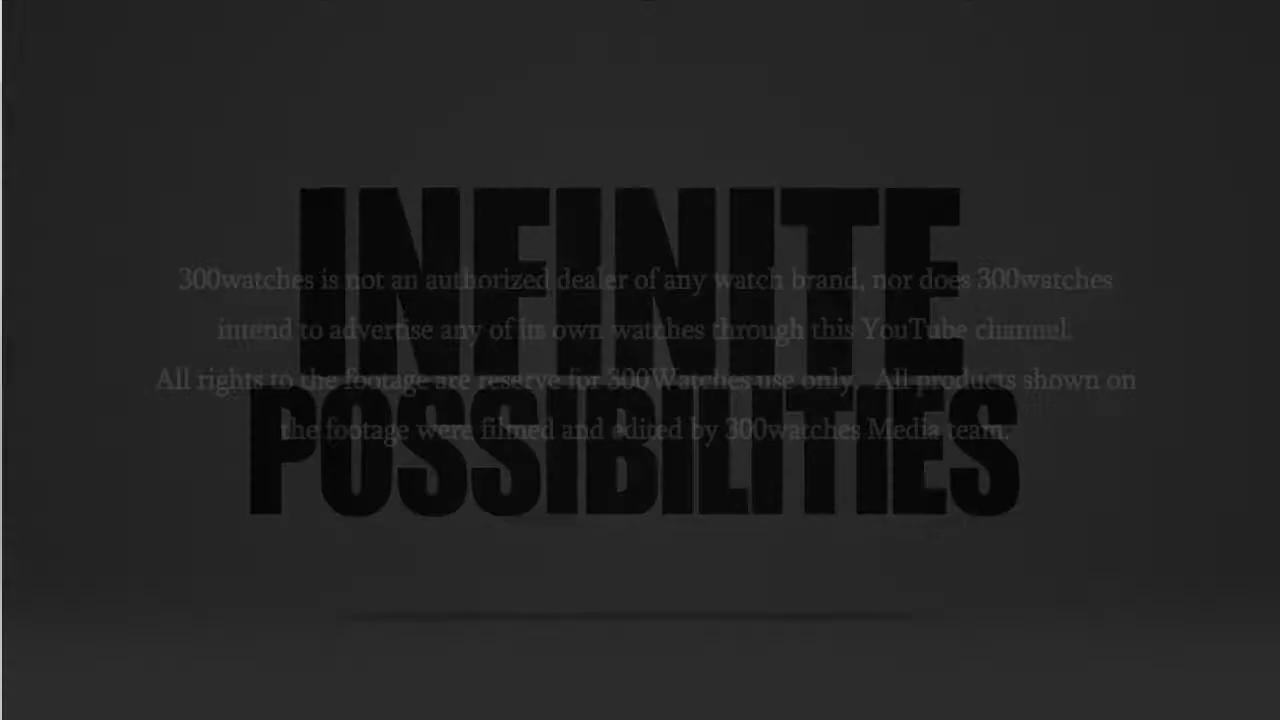 INFINITE
POSSIBILITIES
300watches is not an authorized dealer of any watch brand, nor does 300watches
intend to advertise any of its own watches through this YouTube channel.
All rights to the footage are reserve for 300Watches use only. All products shown on
the footage were filmed and edited by 300watches Media team.